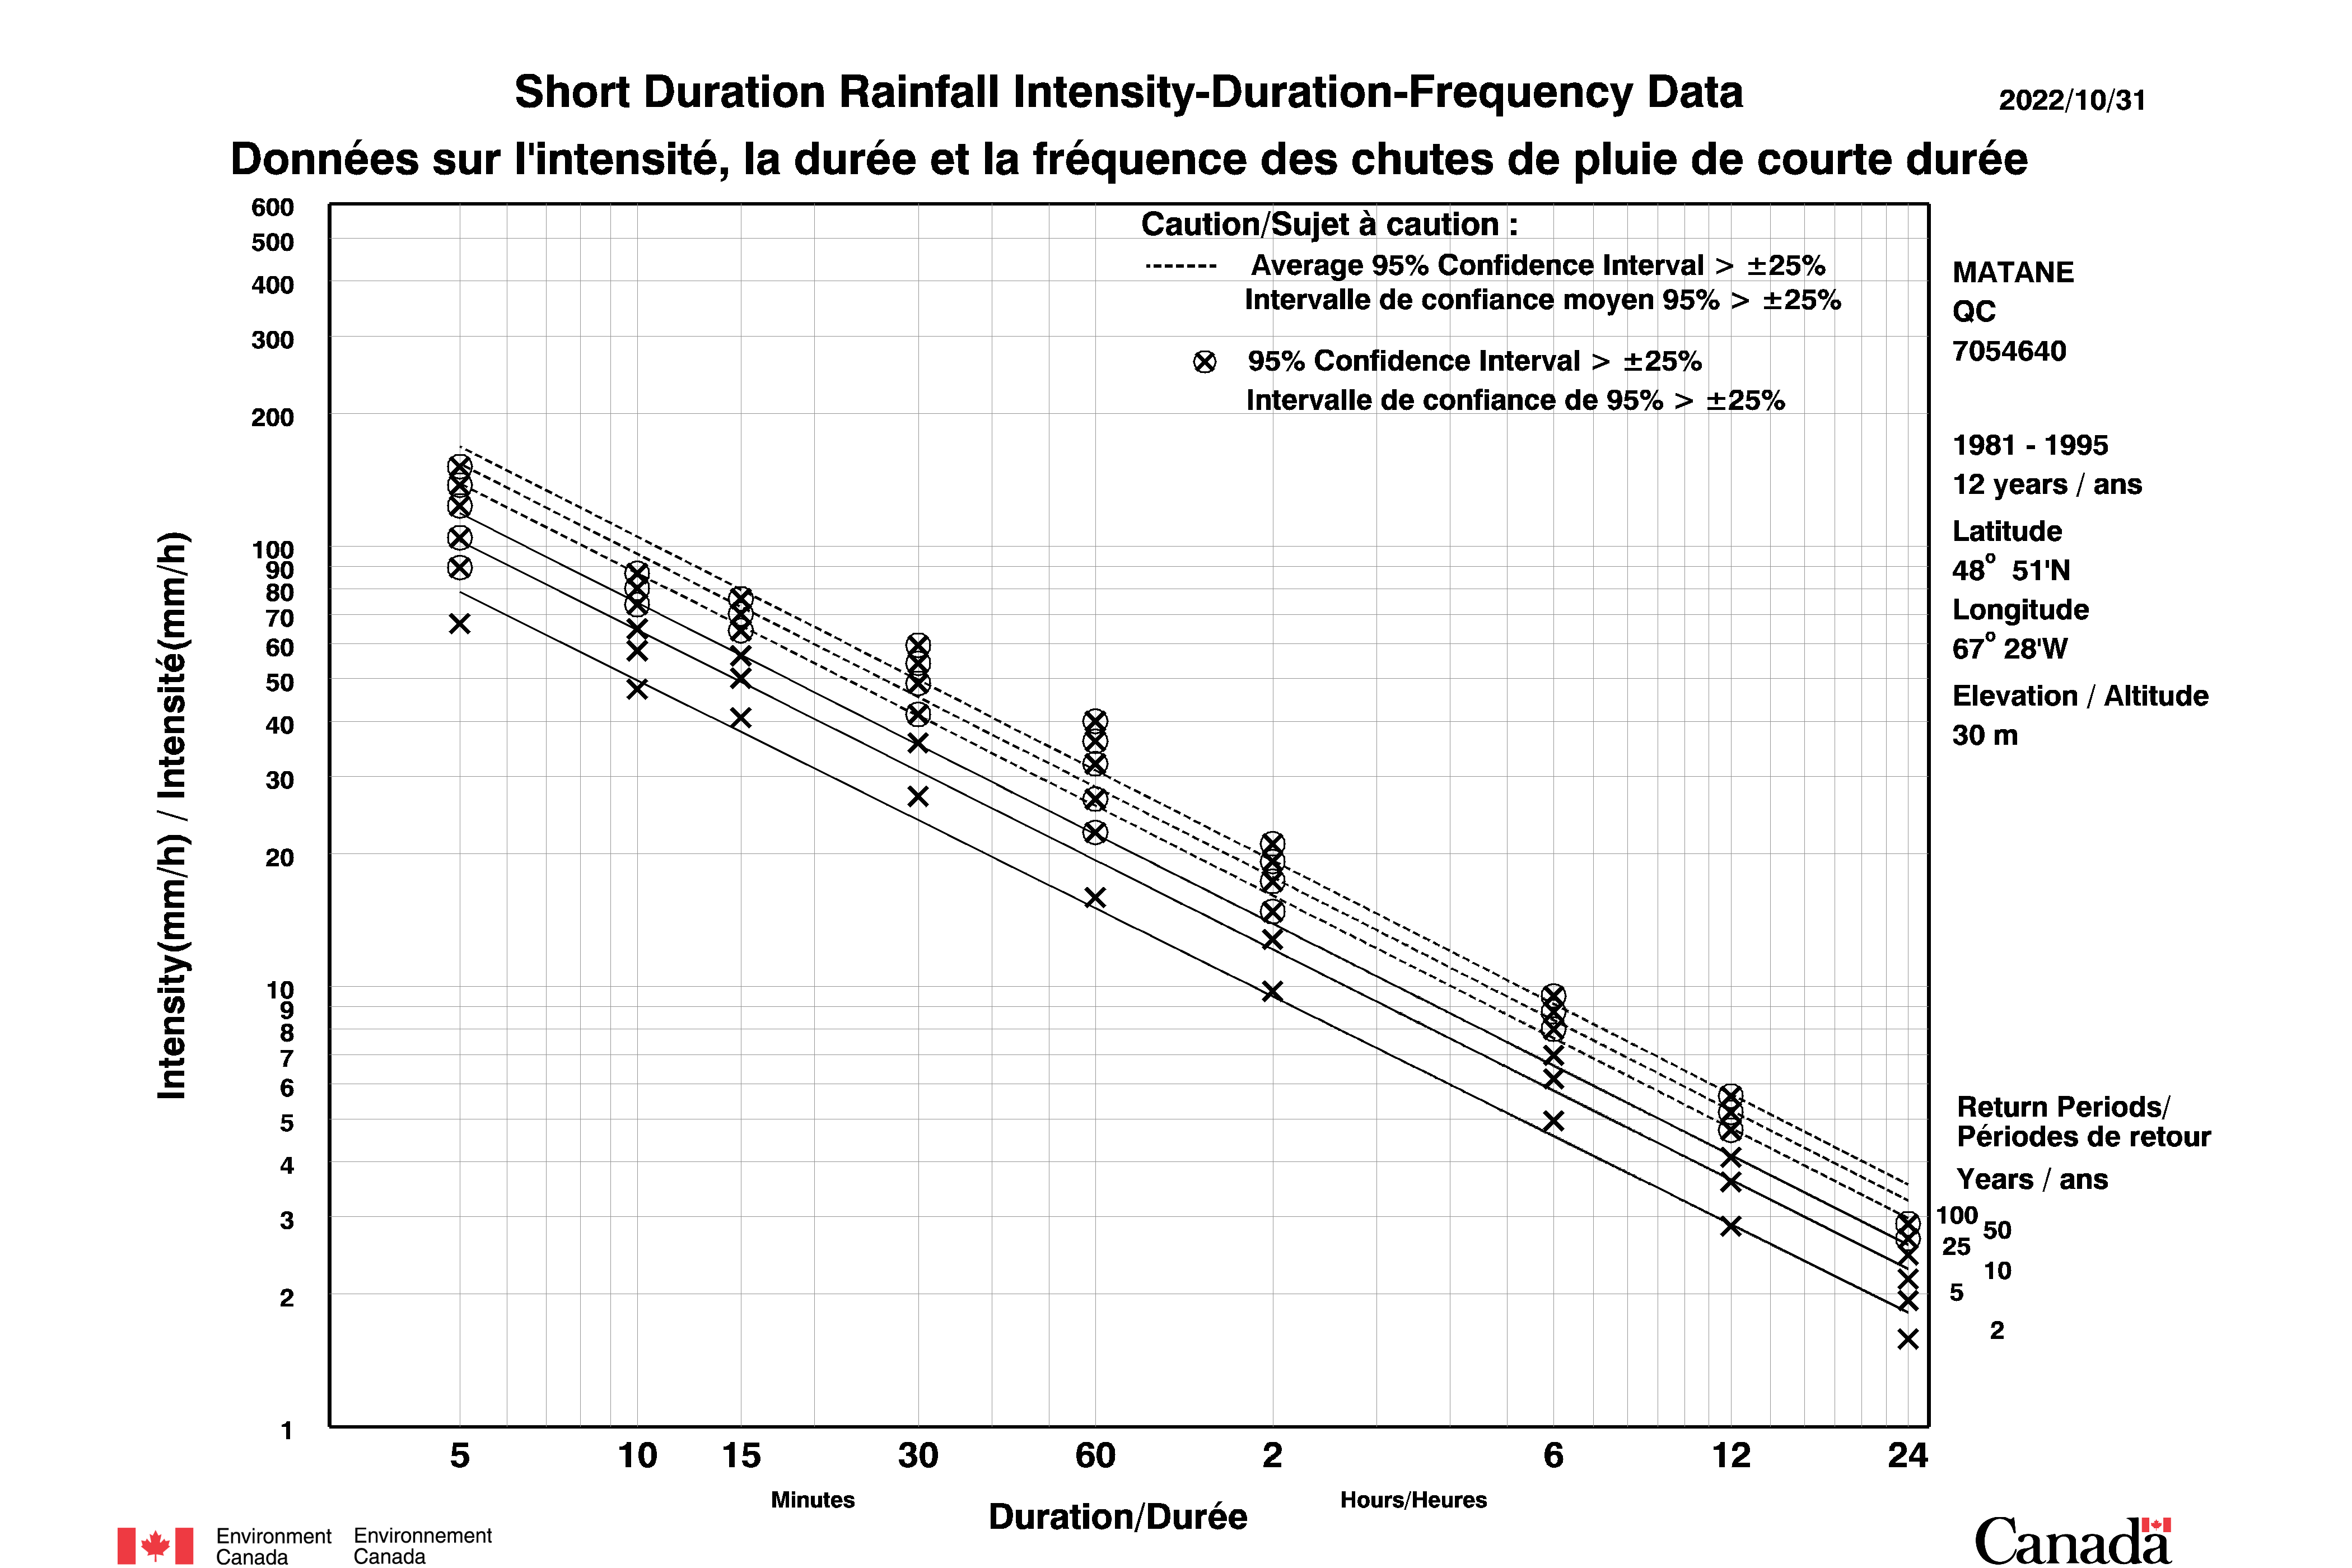 Short Duration Rainfall Intensity-Duration-Frequency Data
2022/10/31
Données sur l'intensité, la durée et la fréquence des chutes de pluie de courte durée
Caution/Sujet à caution :
Average 95% Confidence Interval > ±25%
Intervalle de confiance moyen 95% > ±25%
95% Confidence Interval > ±25%
Intervalle de confiance de 95% > ±25%
MATANE
QC
7054640
1981 - 1995
12 years / ans
Latitude
48° 51'N
Longitude
67° 28'W
Elevation / Altitude
30 m
Return Periods/
Périodes de retour
Years / ans
100
50
25
10
5
2
Intensity(mm/h) / Intensité(mm/h)
600
500
400
300
200
100
90
80
70
60
50
40
30
20
10
9
8
7
6
5
4
3
2
1
5 10 15 30 60 2 6 12 24
Minutes
Hours/Heures
Duration/Durée
Environment
Canada
Environnement
Canada
Canada